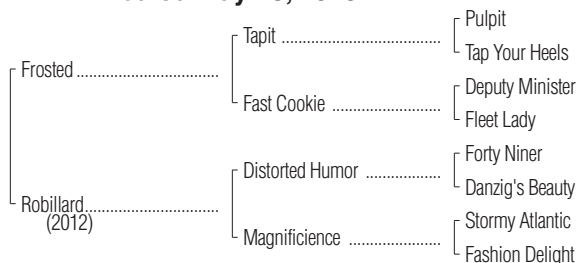 Pulpit
Tapit
Tap Your Heels
Frosted
Deputy Minister
Fast Cookie
Fleet Lady
Forty Niner
Distorted Humor
Danzig's Beauty
Robillard
(2012)
Stormy Atlantic
Magnificience
Fashion Delight